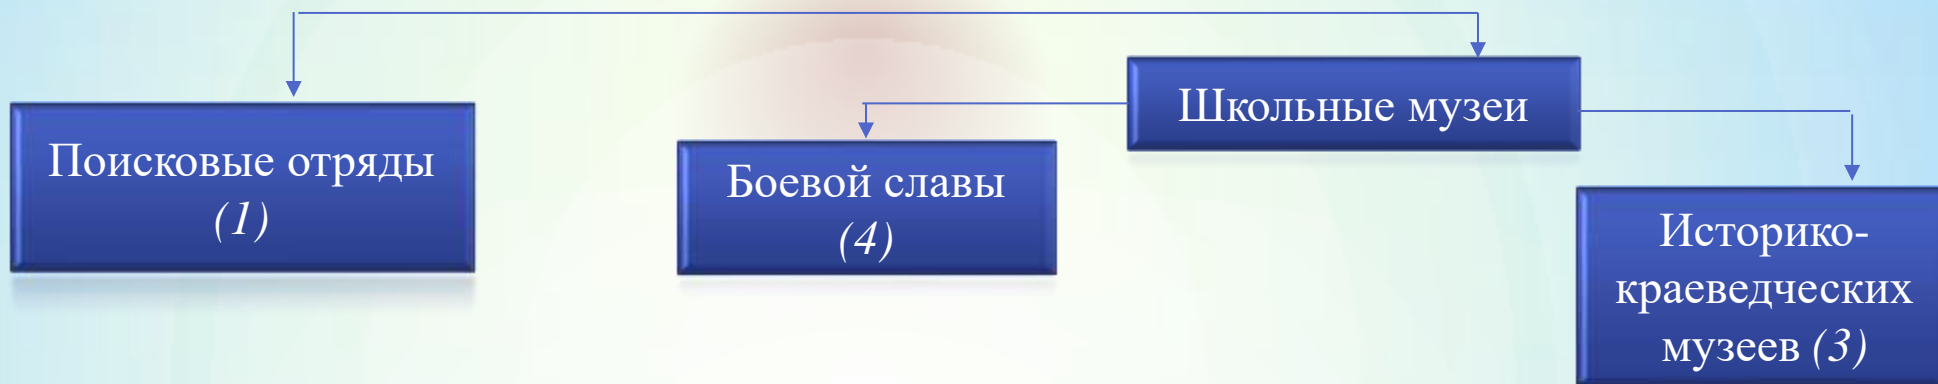 Школьные музеи
Поисковые отряды
(1)
Боевой славы
(4)
Историко-
краеведческих
музеев (3)